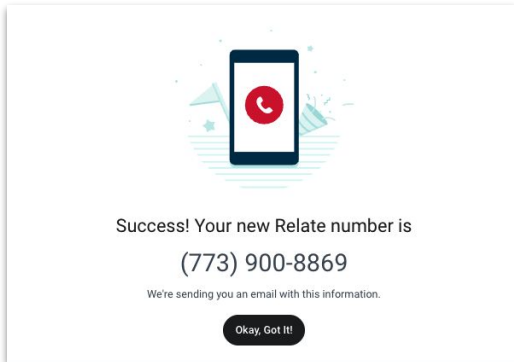 Success! Your new Relate number is
(773) 900-8869
We're sending you an email with this information.
Okay, Got It!